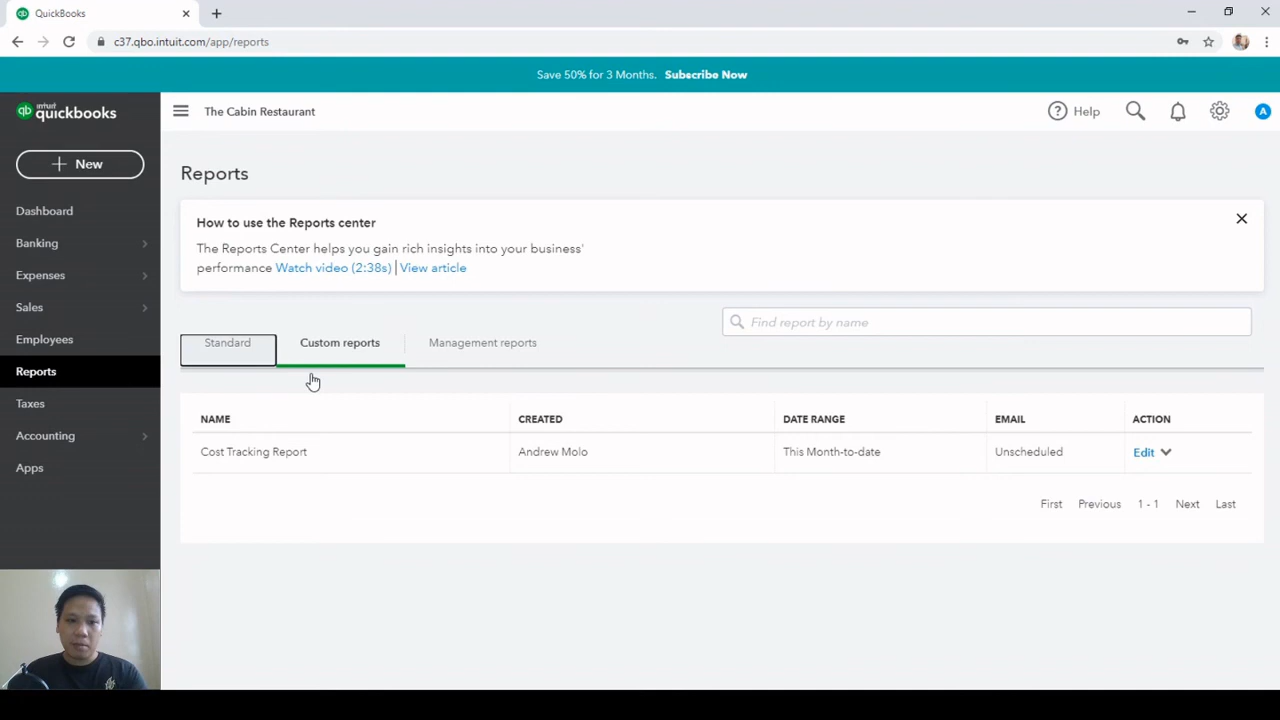 QuickBooks
c37.qbo.intuit.com/app/reports
Save 50% for 3 Months. Subscribe Now
qb intuit quickbooks
The Cabin Restaurant
Help
A
New
Reports
Dashboard
Banking
Expenses
Sales
Employees
Reports
Taxes
Accounting
Apps
How to use the Reports center
The Reports Center helps you gain rich insights into your business'
performance Watch video (2:38s) | View article
Find report by name
Standard Custom reports Management reports
NAME CREATED DATE RANGE EMAIL ACTION
Cost Tracking Report Andrew Molo This Month-to-date Unscheduled Edit
First Previous 1 - 1 Next Last